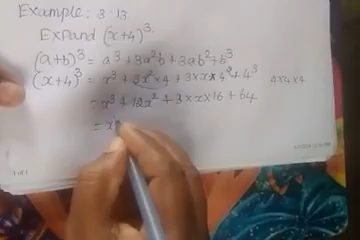 Example: 3.13
Expand (x+4)³.
(a+b)³ = a³ + 3a²b + 3ab² + b³
(x+4)³ = x³ + 3x² × 4 + 3 × x × 4² + 4³ 4×4×4
= x³ + 12x² + 3 × x × 16 + 64
= x³